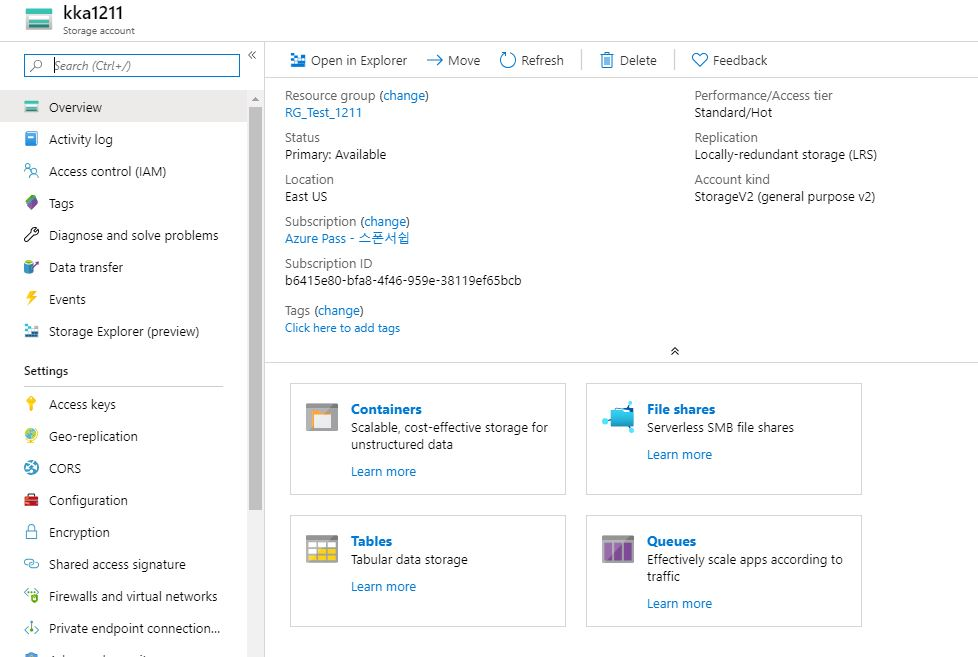 kka1211
Storage account
Search (Ctrl+/)
«
Overview
Activity log
Access control (IAM)
Tags
Diagnose and solve problems
Data transfer
Events
Storage Explorer (preview)
Settings
Access keys
Geo-replication
CORS
Configuration
Encryption
Shared access signature
Firewalls and virtual networks
Private endpoint connection...
Open in Explorer
Move
Refresh
Delete
Feedback
Resource group (change)
RG_Test_1211
Status
Primary: Available
Location
East US
Subscription (change)
Azure Pass - 스폰서쉽
Subscription ID
b6415e80-bfa8-4f46-959e-38119ef65bcb
Tags (change)
Click here to add tags
Performance/Access tier
Standard/Hot
Replication
Locally-redundant storage (LRS)
Account kind
StorageV2 (general purpose v2)
Containers
Scalable, cost-effective storage for
unstructured data
Learn more
File shares
Serverless SMB file shares
Learn more
Tables
Tabular data storage
Learn more
Queues
Effectively scale apps according to
traffic
Learn more